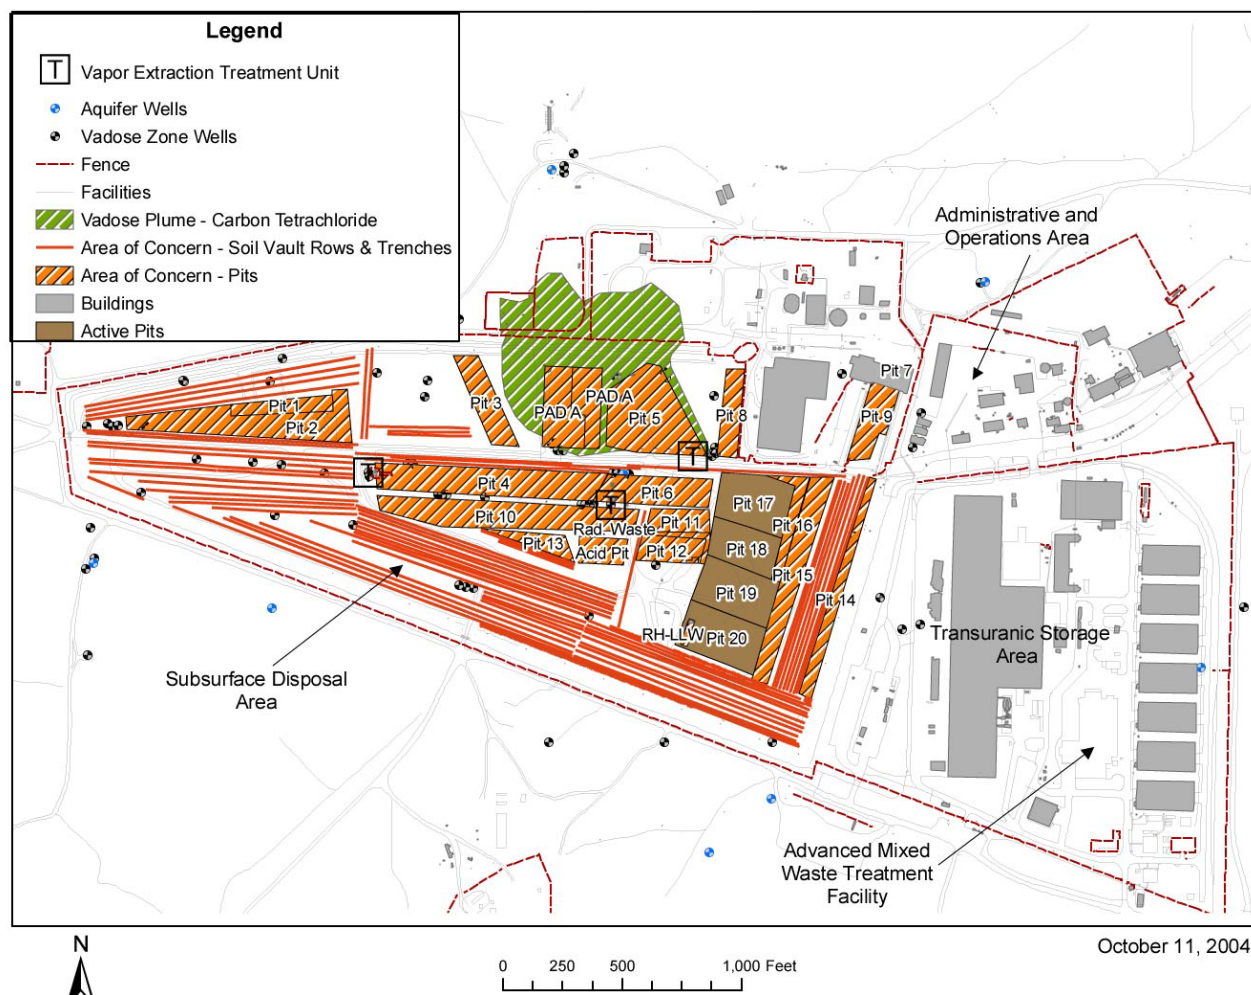 Legend
T Vapor Extraction Treatment Unit
Aquifer Wells
Vadose Zone Wells
Fence
Facilities
Vadose Plume - Carbon Tetrachloride
Area of Concern - Soil Vault Rows & Trenches
Area of Concern - Pits
Buildings
Active Pits
Administrative and
Operations Area
Pit 7
Pit 1
Pit 2
Pit 3
PAD A
PAD A
Pit 5
Pit 8
Pit 9
T
T
T
Pit 4
Pit 6
Pit 10
Pit 11
Rad. Waste
Acid Pit
Pit 12
Pit 13
Pit 17
Pit 16
Pit 18
Pit 15
Pit 19
Pit 14
RH-LLW
Pit 20
Transuranic Storage
Area
Subsurface Disposal
Area
Advanced Mixed
Waste Treatment
Facility
N
October 11, 2004
0 250 500 1,000 Feet